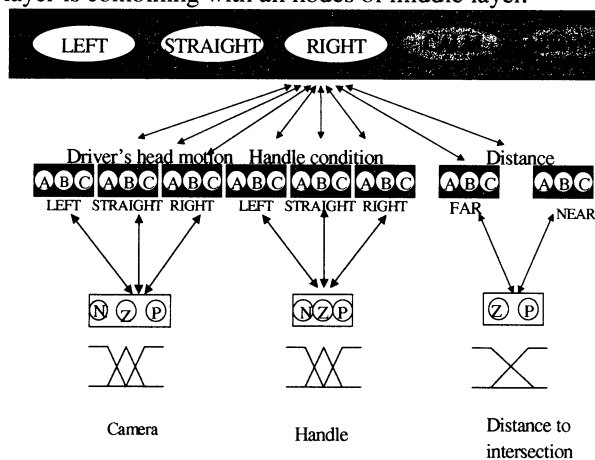 layer is combining with all nodes of middle layer.
LEFT STRAIGHT RIGHT
Driver's head motion Handle condition Distance
A B C A B C A B C A B C A B C A B C A B C A B C
LEFT STRAIGHT RIGHT LEFT STRAIGHT RIGHT FAR NEAR
N Z P N Z P Z P
Camera Handle Distance to
intersection